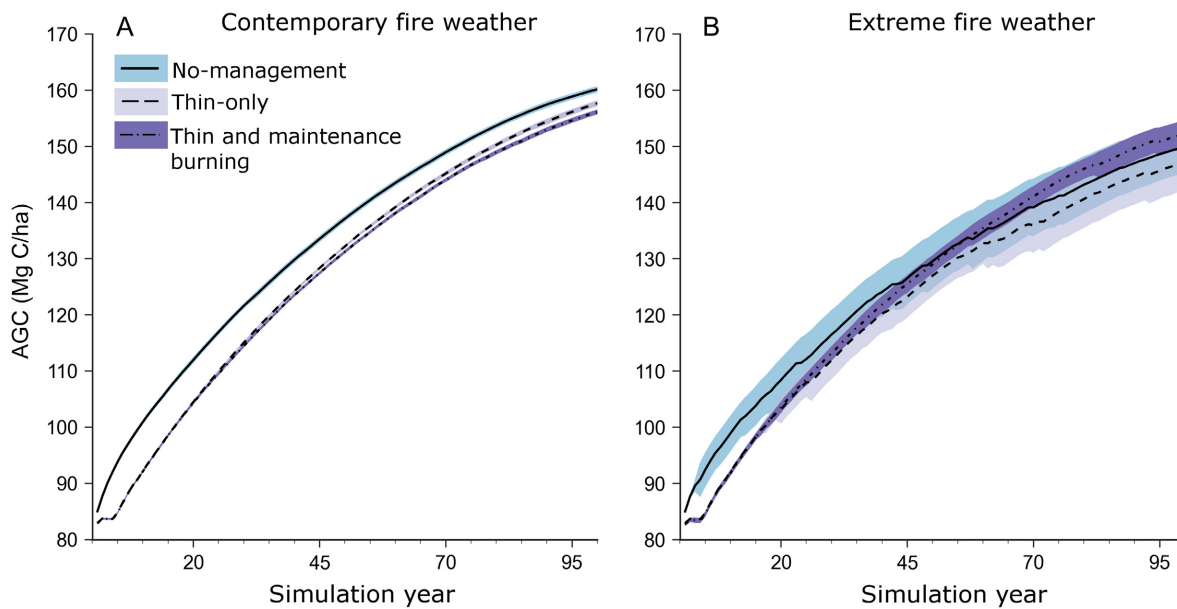 A Contemporary fire weather
No-management
Thin-only
Thin and maintenance
burning
AGC (Mg C/ha)
170
160
150
140
130
120
110
100
90
80
20 45 70 95
Simulation year
B Extreme fire weather
170
160
150
140
130
120
110
100
90
80
20 45 70 95
Simulation year